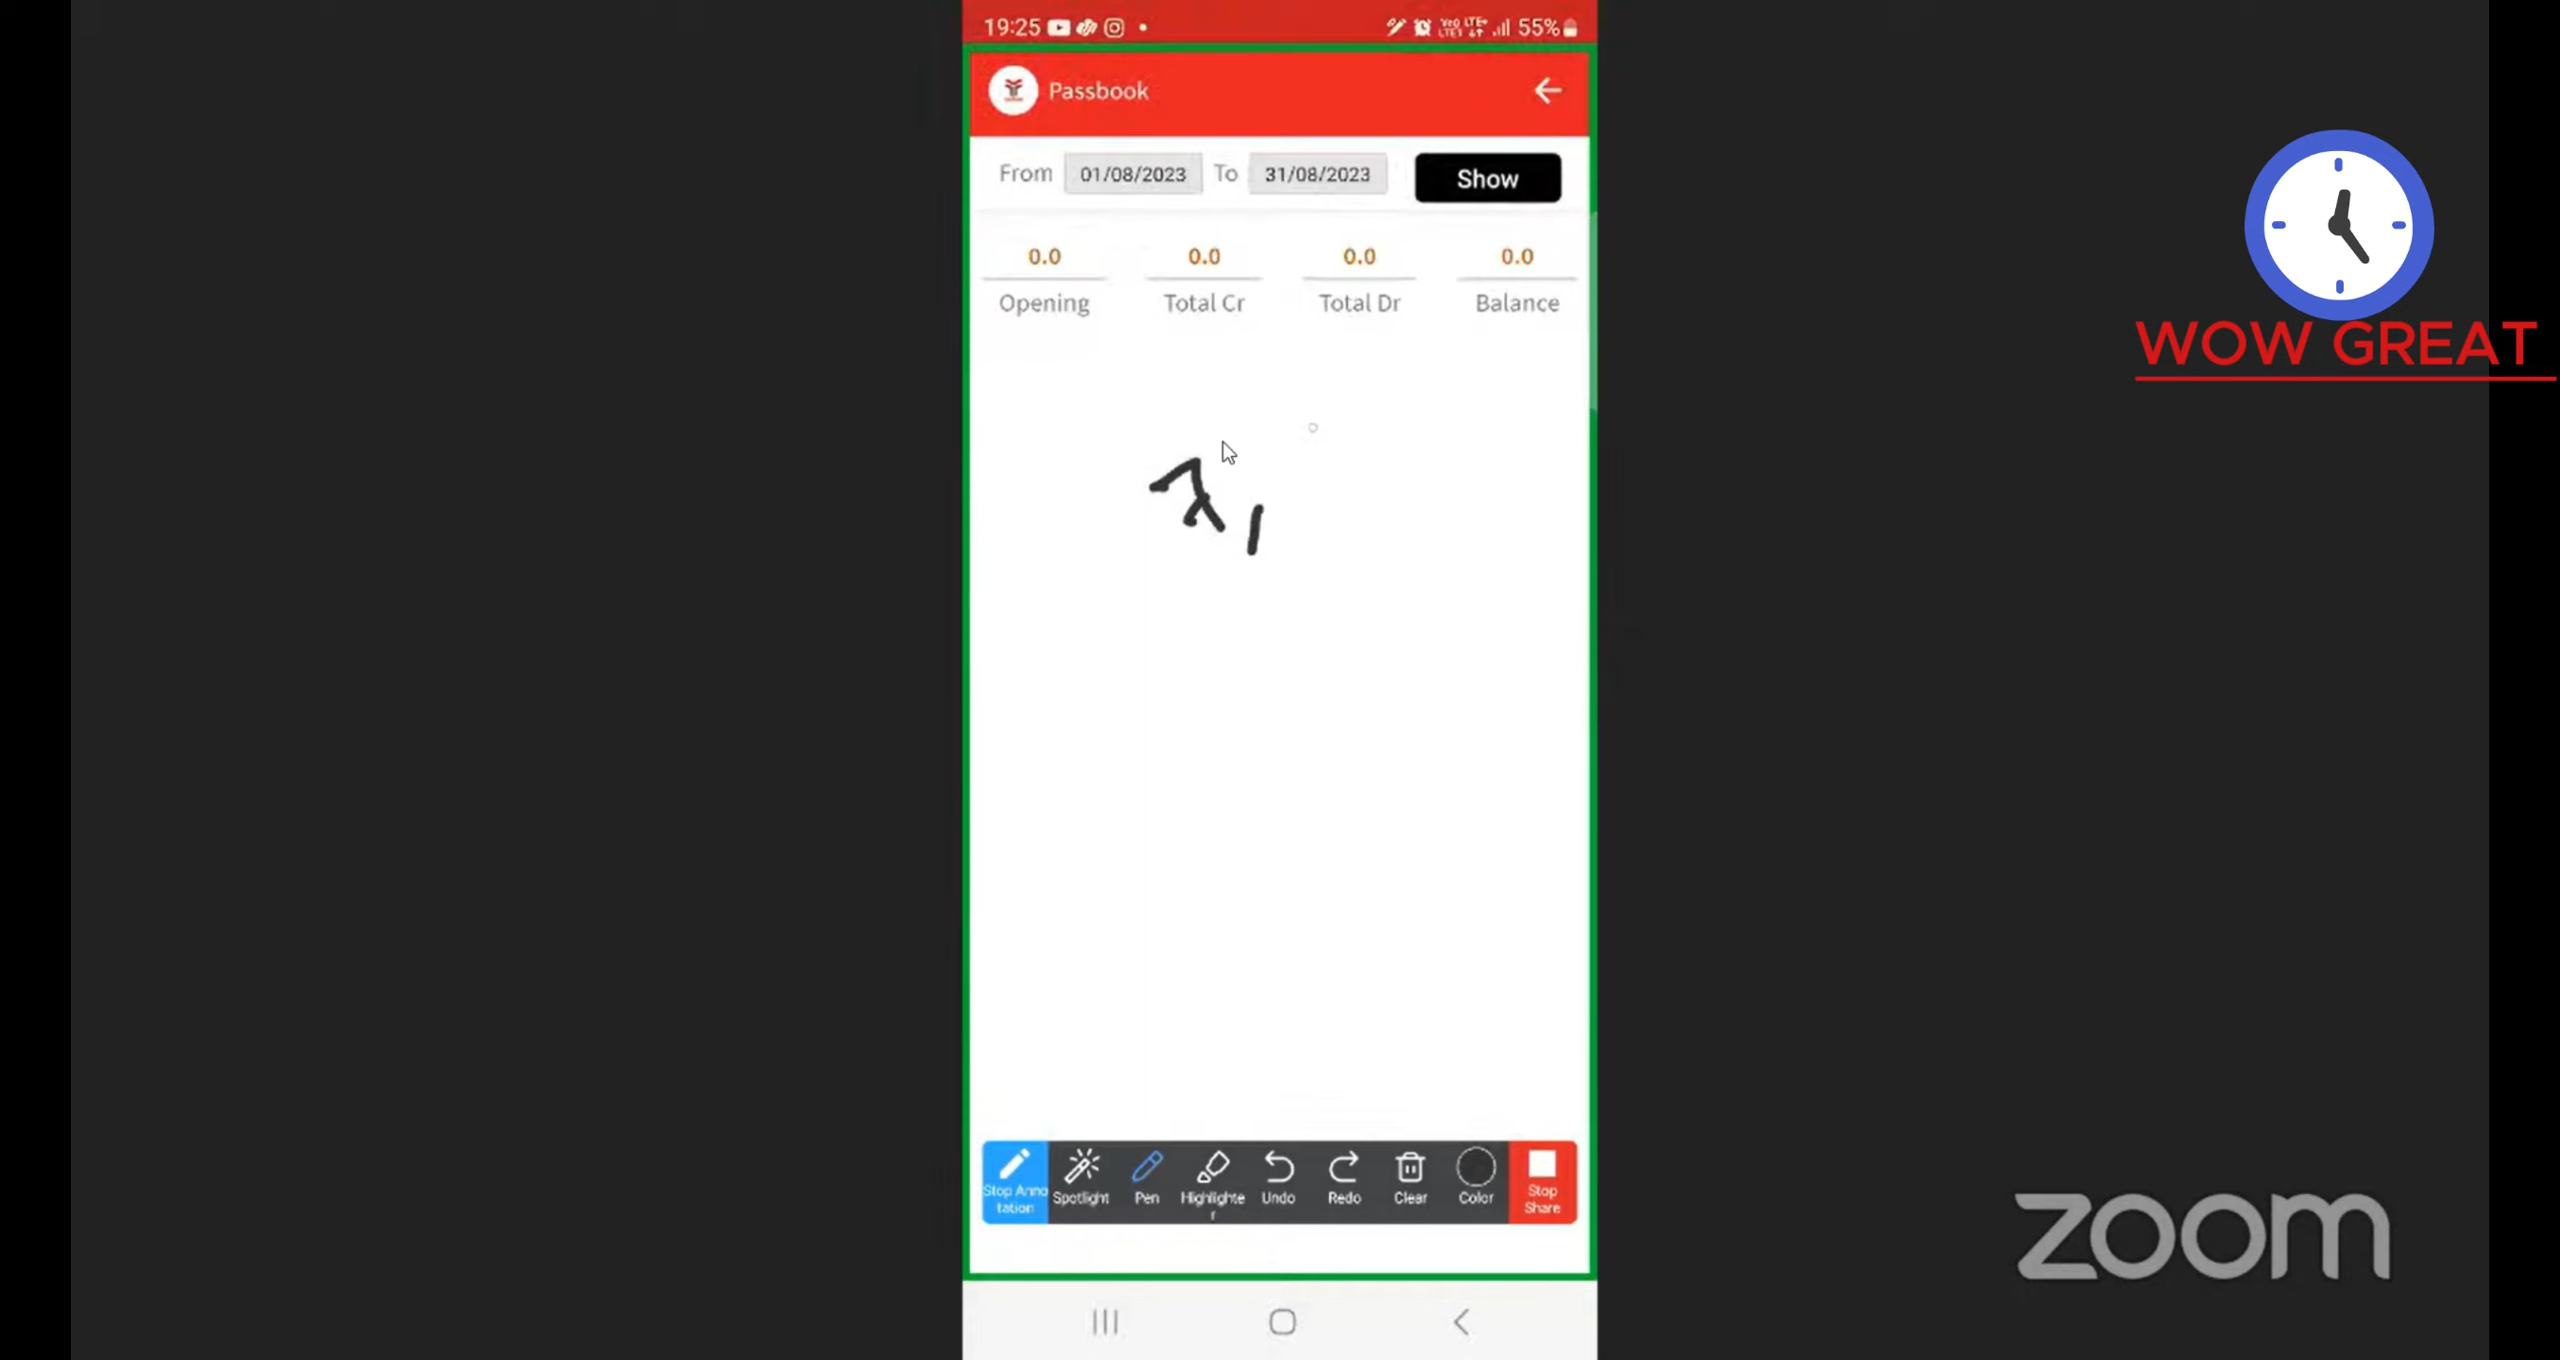 19:25 55%
Passbook
From 01/08/2023 To 31/08/2023 Show
0.0 0.0 0.0 0.0
Opening Total Cr Total Dr Balance
WOW GREAT
Stop Annotation Spotlight Pen Highlighter Undo Redo Clear Color Stop Share
zoom